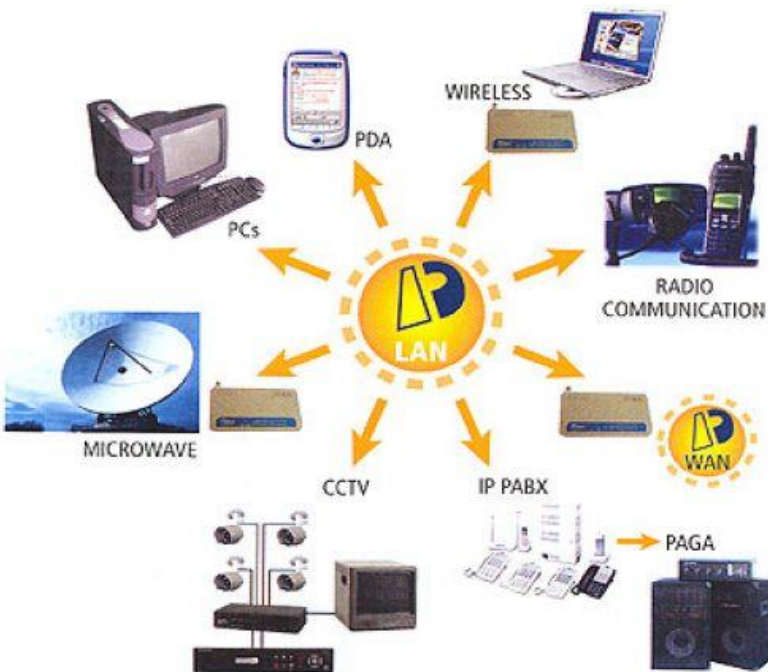 WIRELESS
PDA
PCs
RADIO
COMMUNICATION
LAN
MICROWAVE
WAN
CCTV
IP PABX
PAGA